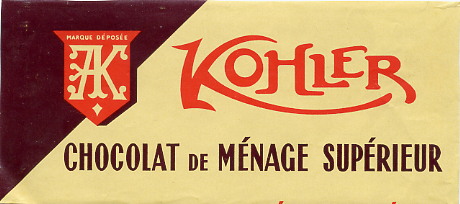 MARQUE DÉPOSÉE
AK
KOHLER
CHOCOLAT DE MÉNAGE SUPÉRIEUR